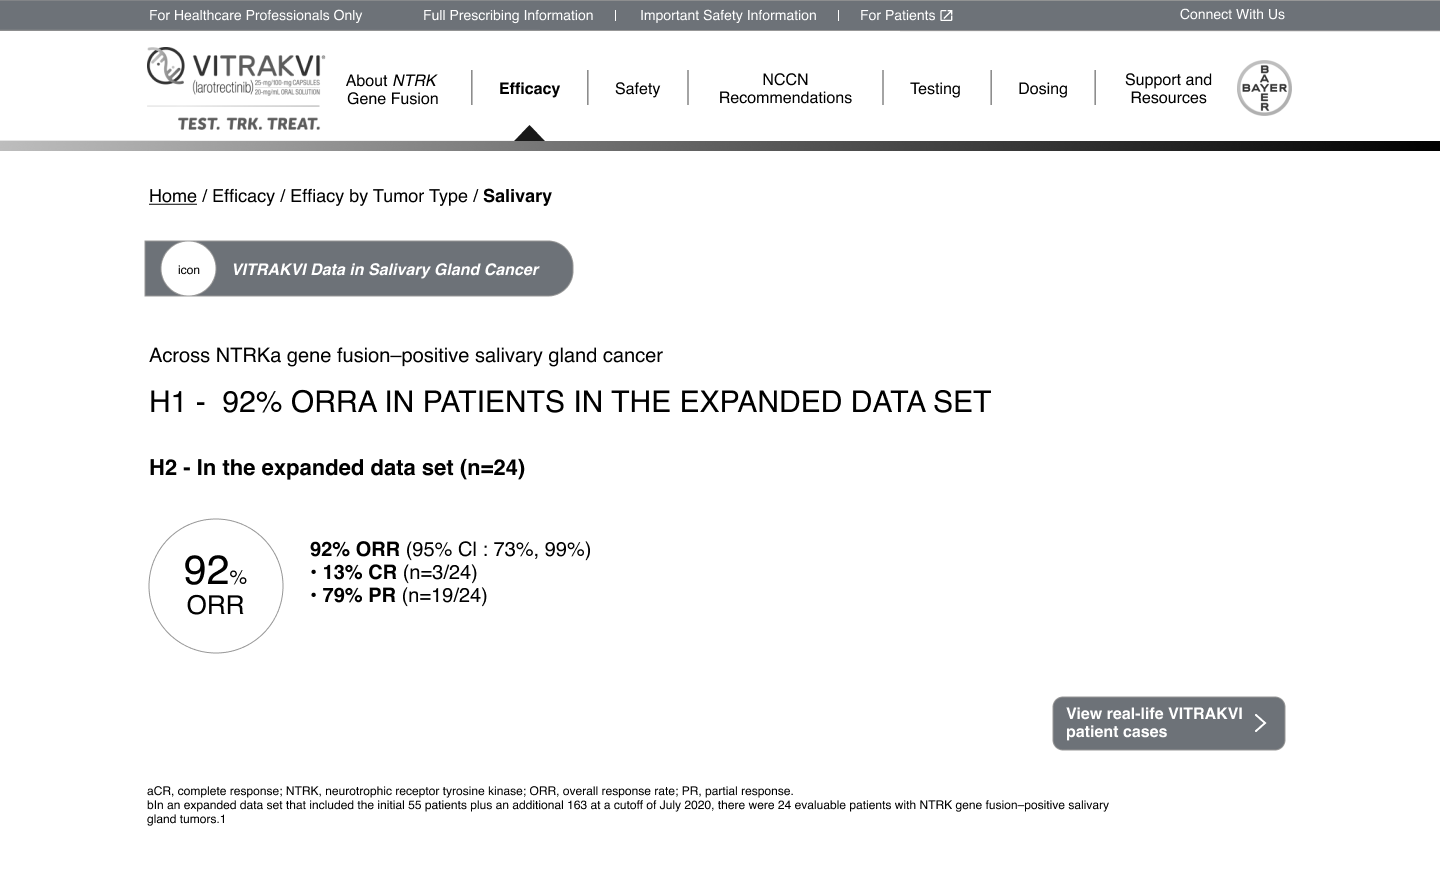 For Healthcare Professionals Only
Full Prescribing Information | Important Safety Information | For Patients
Connect With Us
VITRAKVI®
(larotrectinib) 25 mg/100 mg CAPSULES
20 mg/mL ORAL SOLUTION
TEST. TRK. TREAT.
About NTRK
Gene Fusion
Efficacy
Safety
NCCN
Recommendations
Testing
Dosing
Support and
Resources
BAYER
BAYER
Home / Efficacy / Effiacy by Tumor Type / Salivary
icon
VITRAKVI Data in Salivary Gland Cancer
Across NTRKa gene fusion–positive salivary gland cancer
H1 - 92% ORRA IN PATIENTS IN THE EXPANDED DATA SET
H2 - In the expanded data set (n=24)
92%
ORR
92% ORR (95% CI : 73%, 99%)
• 13% CR (n=3/24)
• 79% PR (n=19/24)
View real-life VITRAKVI
patient cases
aCR, complete response; NTRK, neurotrophic receptor tyrosine kinase; ORR, overall response rate; PR, partial response.
bIn an expanded data set that included the initial 55 patients plus an additional 163 at a cutoff of July 2020, there were 24 evaluable patients with NTRK gene fusion–positive salivary
gland tumors.1